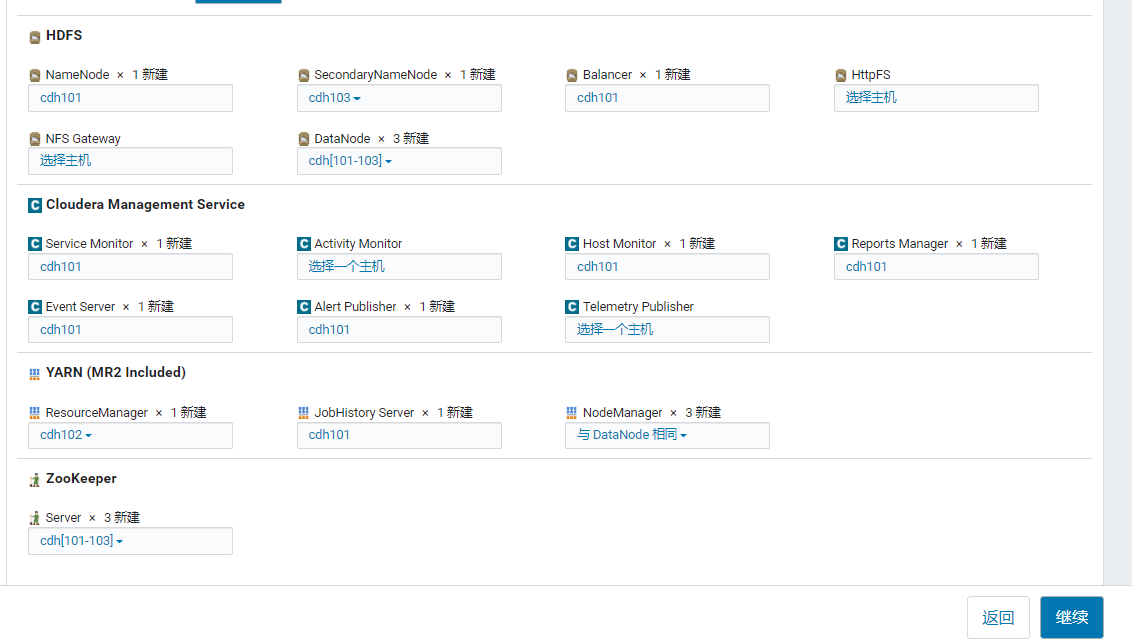 HDFS
NameNode × 1 新建
SecondaryNameNode × 1 新建
Balancer × 1 新建
HttpFS
cdh101
cdh103
cdh101
选择主机
NFS Gateway
DataNode × 3 新建
选择主机
cdh[101-103]
Cloudera Management Service
Service Monitor × 1 新建
Activity Monitor
Host Monitor × 1 新建
Reports Manager × 1 新建
cdh101
选择一个主机
cdh101
cdh101
Event Server × 1 新建
Alert Publisher × 1 新建
Telemetry Publisher
cdh101
cdh101
选择一个主机
YARN (MR2 Included)
ResourceManager × 1 新建
JobHistory Server × 1 新建
NodeManager × 3 新建
cdh102
cdh101
与 DataNode 相同
ZooKeeper
Server × 3 新建
cdh[101-103]
返回
继续